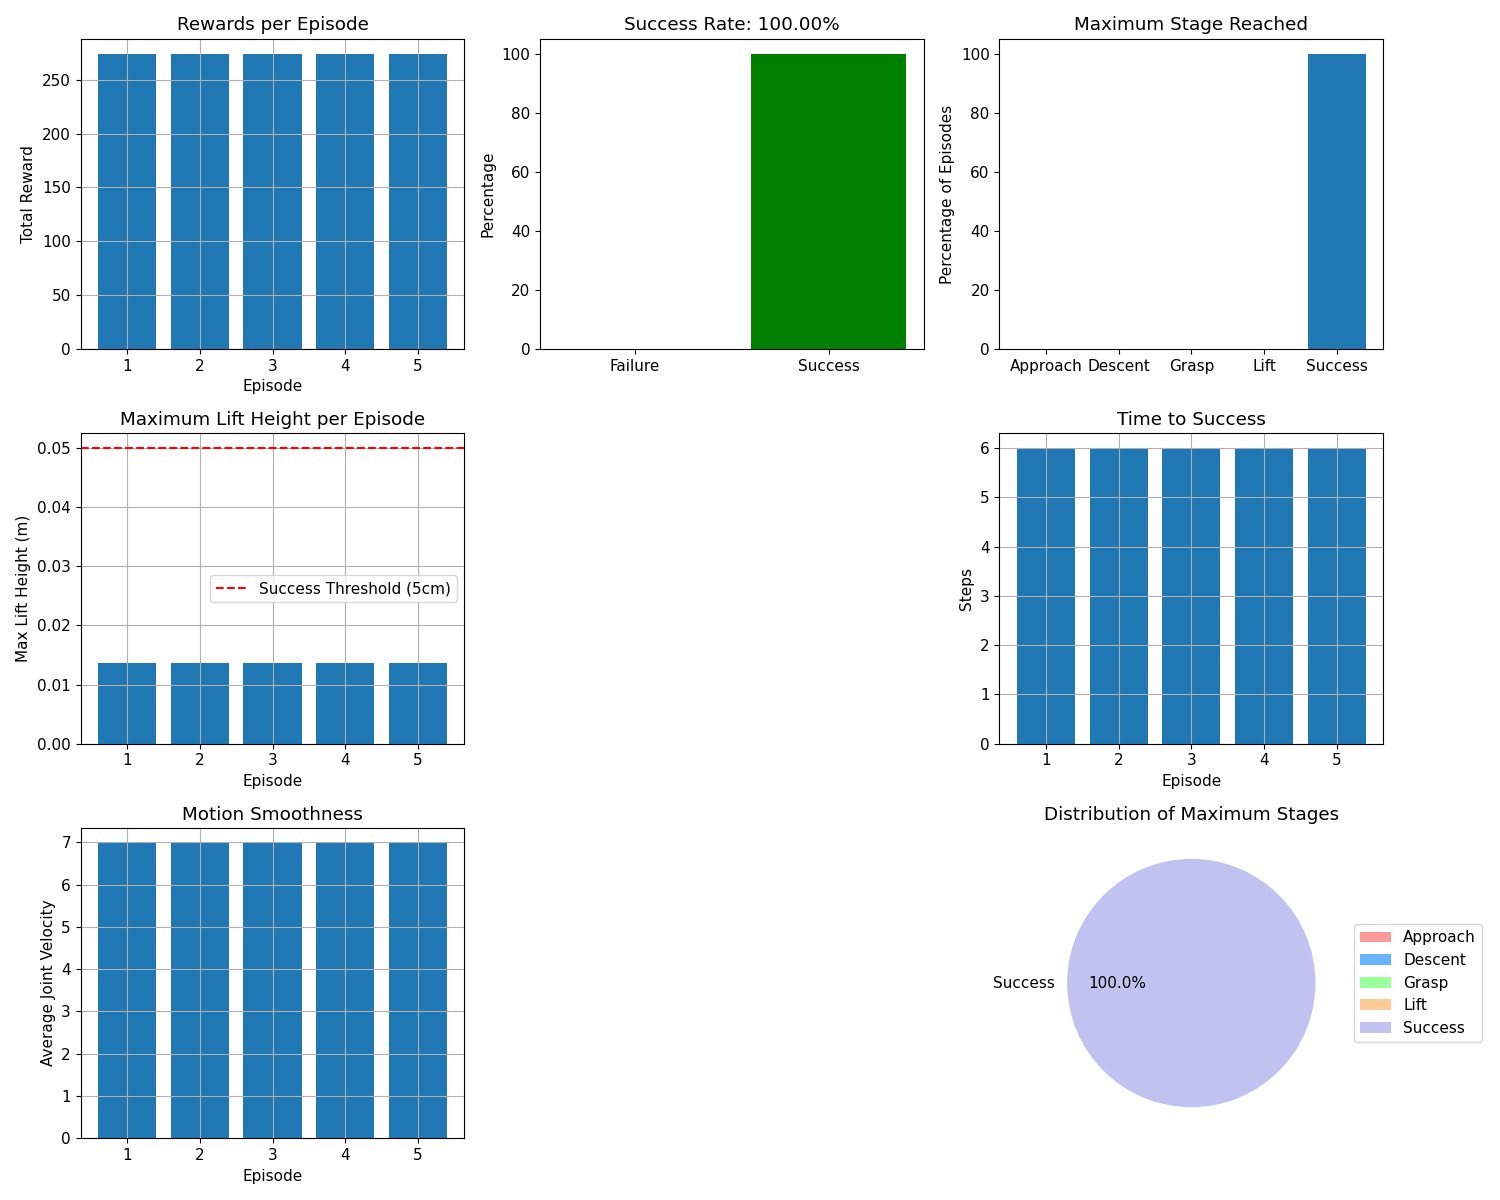 Rewards per Episode
Total Reward
250
200
150
100
50
0
1 2 3 4 5
Episode
Success Rate: 100.00%
Percentage
100
80
60
40
20
0
Failure Success
Maximum Stage Reached
Percentage of Episodes
100
80
60
40
20
0
Approach Descent Grasp Lift Success
Maximum Lift Height per Episode
Max Lift Height (m)
0.05
0.04
0.03
0.02
0.01
0.00
Success Threshold (5cm)
1 2 3 4 5
Episode
Time to Success
Steps
6
5
4
3
2
1
0
1 2 3 4 5
Episode
Motion Smoothness
Average Joint Velocity
7
6
5
4
3
2
1
0
1 2 3 4 5
Episode
Distribution of Maximum Stages
Success
100.0%
Approach
Descent
Grasp
Lift
Success